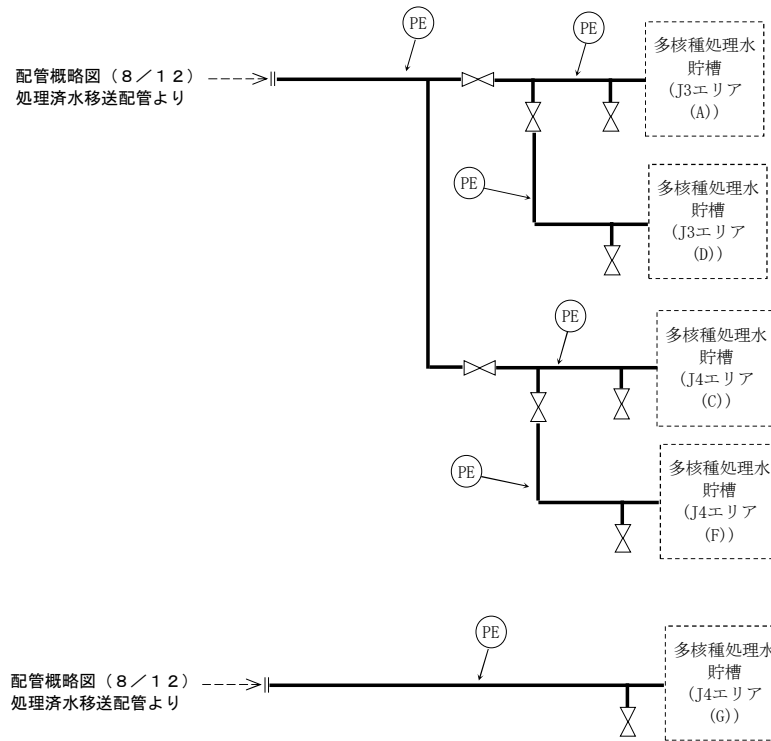 PE
PE
配管概略図（８／１２）
処理済水移送配管より
多核種処理水
貯槽
(J3エリア
(A))
PE
多核種処理水
貯槽
(J3エリア
(D))
PE
多核種処理水
貯槽
(J4エリア
(C))
PE
多核種処理水
貯槽
(J4エリア
(F))
PE
配管概略図（８／１２）
処理済水移送配管より
多核種処理水
貯槽
(J4エリア
(G))